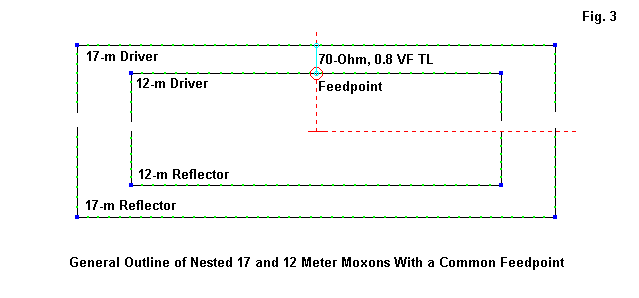 Fig. 3
17-m Driver
70-Ohm, 0.8 VF TL
12-m Driver
Feedpoint
12-m Reflector
17-m Reflector
General Outline of Nested 17 and 12 Meter Moxons With a Common Feedpoint